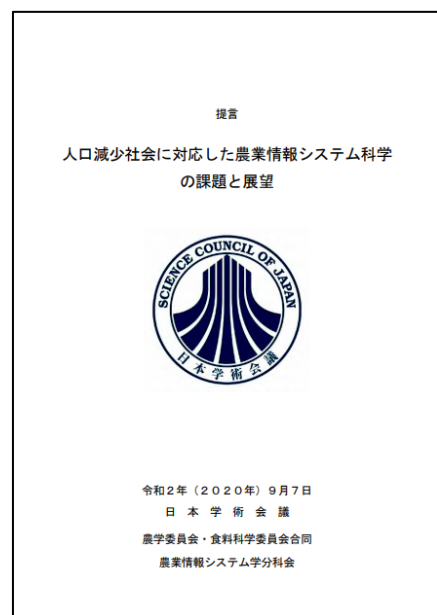 提言
人口減少社会に対応した農業情報システム科学
の課題と展望
SCIENCE COUNCIL OF JAPAN
日本学術会議
令和2年（２０２０年）９月７日
日 本 学 術 会 議
農学委員会・食料科学委員会合同
農業情報システム学分科会